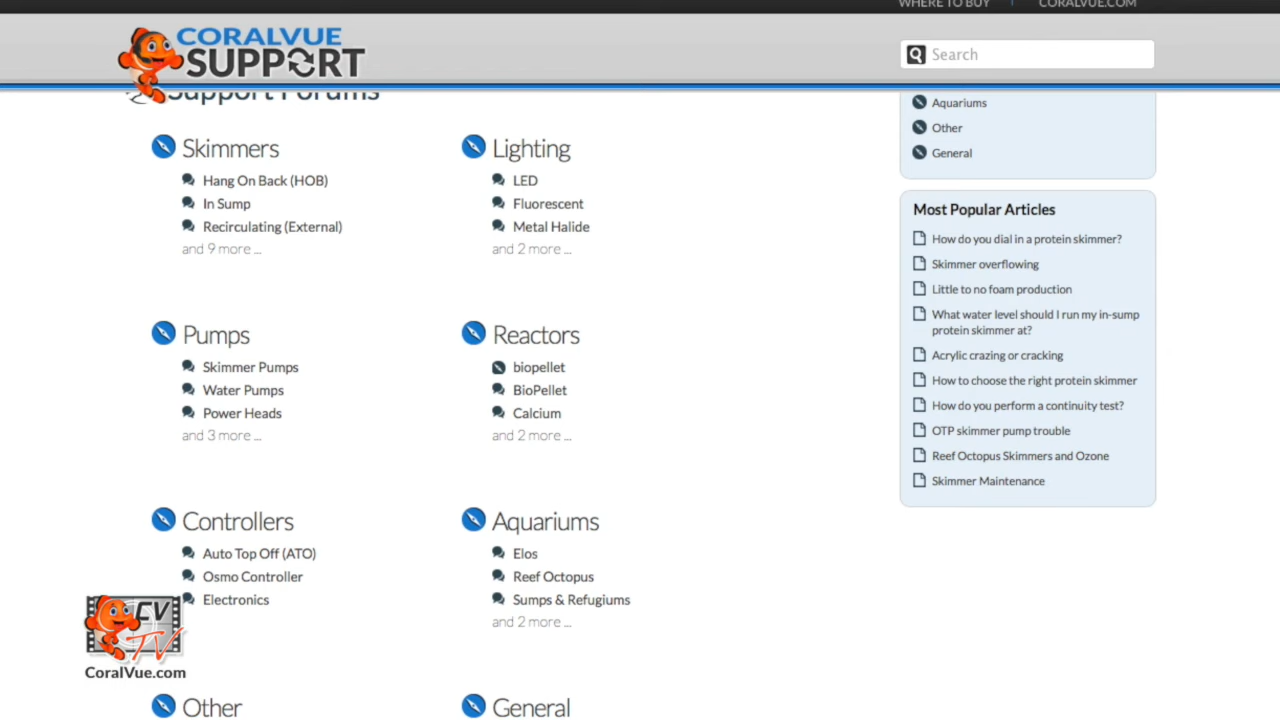 WHERE TO BUY
CORALVUE.COM
CORALVUE
SUPPORT
Search
Support Forums
Skimmers
Hang On Back (HOB)
In Sump
Recirculating (External)
and 9 more ...
Lighting
LED
Fluorescent
Metal Halide
and 2 more ...
Pumps
Skimmer Pumps
Water Pumps
Power Heads
and 3 more ...
Reactors
biopellet
BioPellet
Calcium
and 2 more ...
Controllers
Auto Top Off (ATO)
Osmo Controller
Electronics
Aquariums
Elos
Reef Octopus
Sumps & Refugiums
and 2 more ...
Other
General
Aquariums
Other
General
Most Popular Articles
How do you dial in a protein skimmer?
Skimmer overflowing
Little to no foam production
What water level should I run my in-sump
protein skimmer at?
Acrylic crazing or cracking
How to choose the right protein skimmer
How do you perform a continuity test?
OTP skimmer pump trouble
Reef Octopus Skimmers and Ozone
Skimmer Maintenance
CV
TV
CoralVue.com